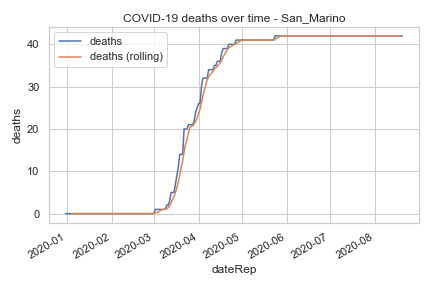 COVID-19 deaths over time - San_Marino
deaths
deaths (rolling)
deaths
40
30
20
10
0
2020-01
2020-02
2020-03
2020-04
2020-05
2020-06
2020-07
2020-08
dateRep